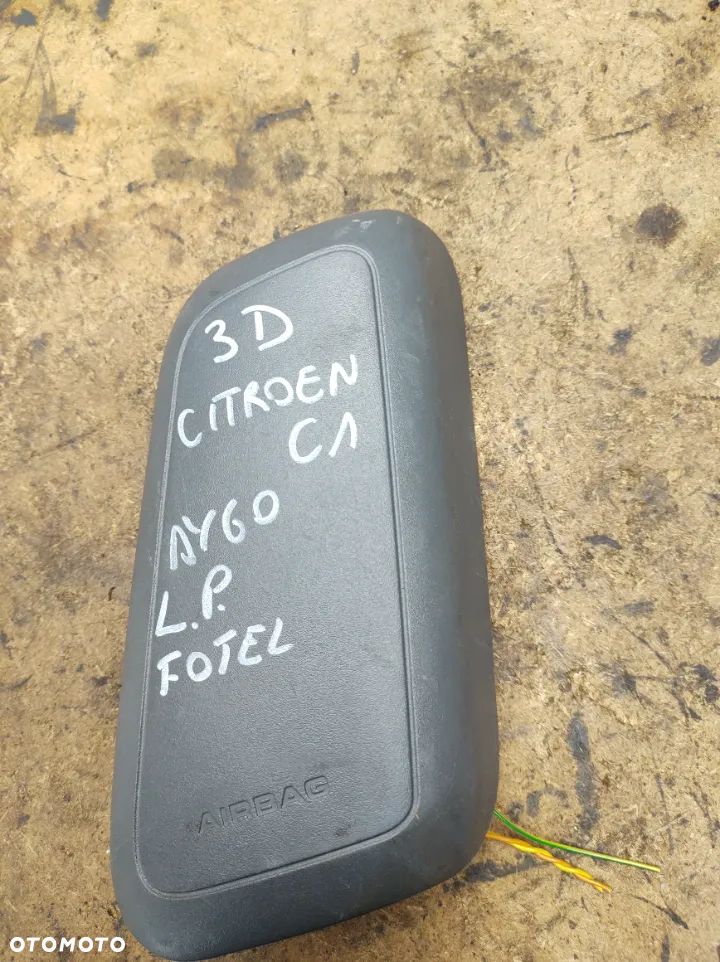 3D
CITROEN
C1
AYGO
L.P.
FOTEL
AIRBAG
OTOMOTO